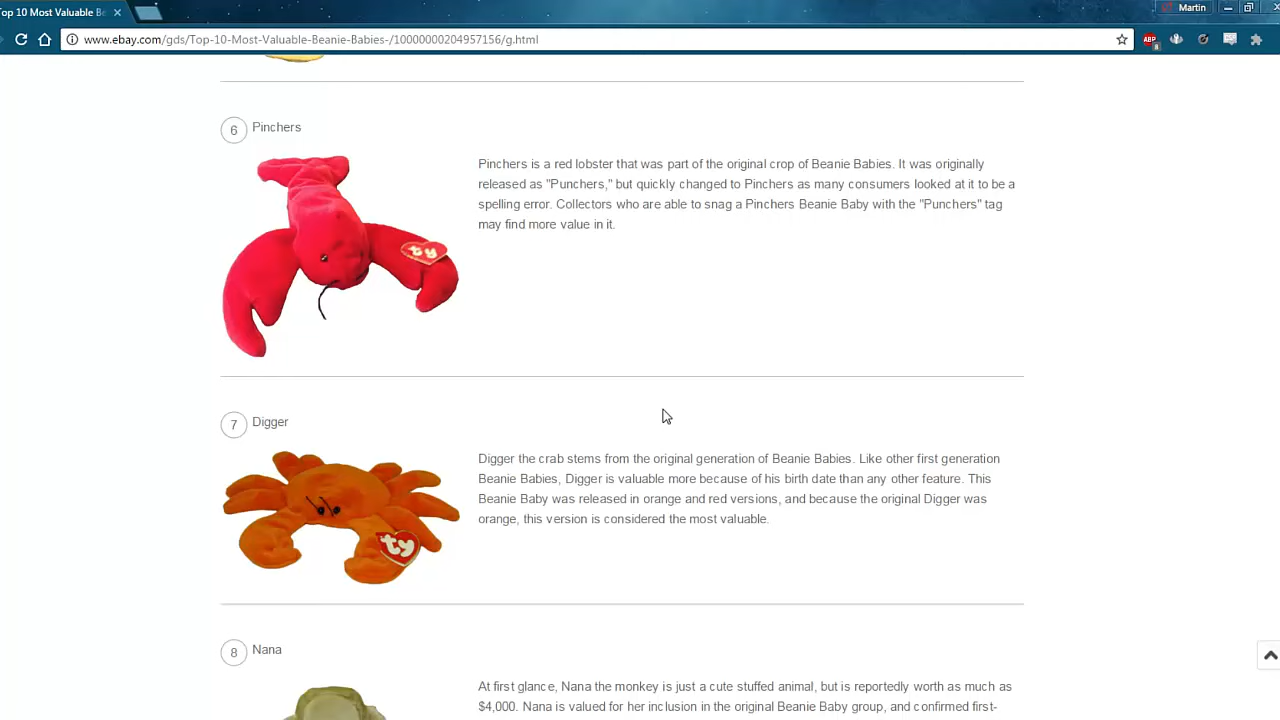 Top 10 Most Valuable Be
Martin
www.ebay.com/gds/Top-10-Most-Valuable-Beanie-Babies-/10000000204957156/g.html
ABP
8
6 Pinchers
Pinchers is a red lobster that was part of the original crop of Beanie Babies. It was originally
released as "Punchers," but quickly changed to Pinchers as many consumers looked at it to be a
spelling error. Collectors who are able to snag a Pinchers Beanie Baby with the "Punchers" tag
may find more value in it.
ty
7 Digger
Digger the crab stems from the original generation of Beanie Babies. Like other first generation
Beanie Babies, Digger is valuable more because of his birth date than any other feature. This
Beanie Baby was released in orange and red versions, and because the original Digger was
orange, this version is considered the most valuable.
ty
8 Nana
At first glance, Nana the monkey is just a cute stuffed animal, but is reportedly worth as much as
$4,000. Nana is valued for her inclusion in the original Beanie Baby group, and confirmed first-